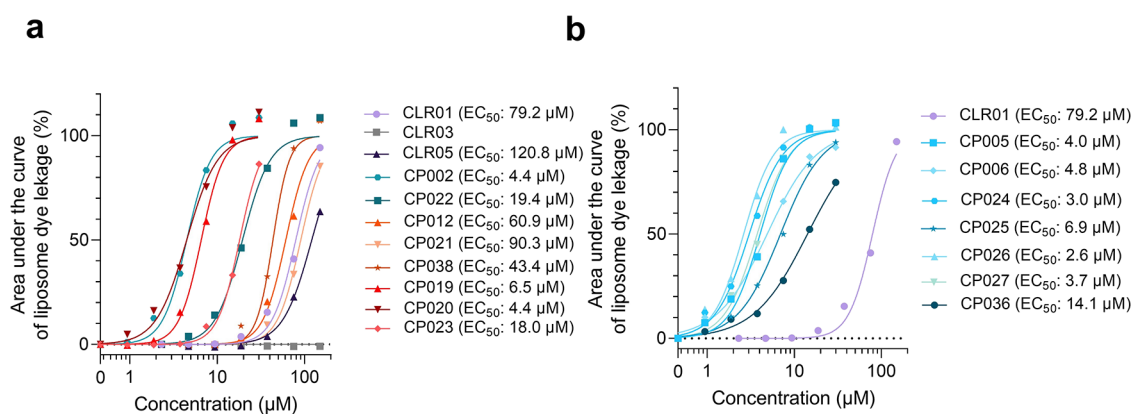 a
Area under the curve
of liposome dye lekage (%)
100
50
0
0
1
10
100
Concentration (µM)
CLR01 (EC50: 79.2 µM)
CLR03
CLR05 (EC50: 120.8 µM)
CP002 (EC50: 4.4 µM)
CP022 (EC50: 19.4 µM)
CP012 (EC50: 60.9 µM)
CP021 (EC50: 90.3 µM)
CP038 (EC50: 43.4 µM)
CP019 (EC50: 6.5 µM)
CP020 (EC50: 4.4 µM)
CP023 (EC50: 18.0 µM)
b
Area under the curve
of liposome dye lekage (%)
100
50
0
0
1
10
100
Concentration (µM)
CLR01 (EC50: 79.2 µM)
CP005 (EC50: 4.0 µM)
CP006 (EC50: 4.8 µM)
CP024 (EC50: 3.0 µM)
CP025 (EC50: 6.9 µM)
CP026 (EC50: 2.6 µM)
CP027 (EC50: 3.7 µM)
CP036 (EC50: 14.1 µM)